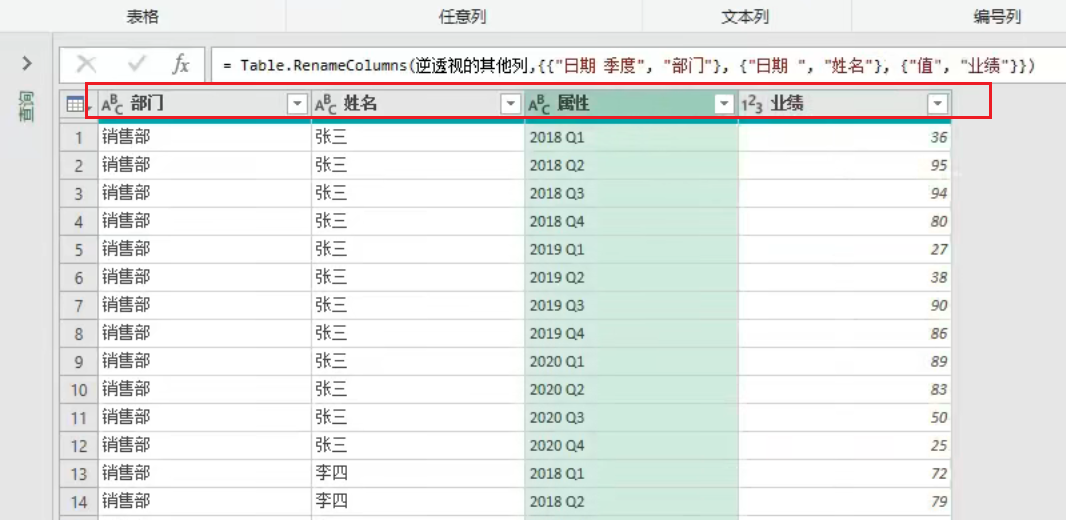 表格 任意列 文本列 编号列
fx = Table.RenameColumns(逆透视的其他列,{{"日期 季度", "部门"}, {"日期 ", "姓名"}, {"值", "业绩"}})
查询
ABC 部门 ABC 姓名 ABC 属性 123 业绩
1 销售部 张三 2018 Q1 36
2 销售部 张三 2018 Q2 95
3 销售部 张三 2018 Q3 94
4 销售部 张三 2018 Q4 80
5 销售部 张三 2019 Q1 27
6 销售部 张三 2019 Q2 38
7 销售部 张三 2019 Q3 90
8 销售部 张三 2019 Q4 86
9 销售部 张三 2020 Q1 89
10 销售部 张三 2020 Q2 83
11 销售部 张三 2020 Q3 50
12 销售部 张三 2020 Q4 25
13 销售部 李四 2018 Q1 72
14 销售部 李四 2018 Q2 79